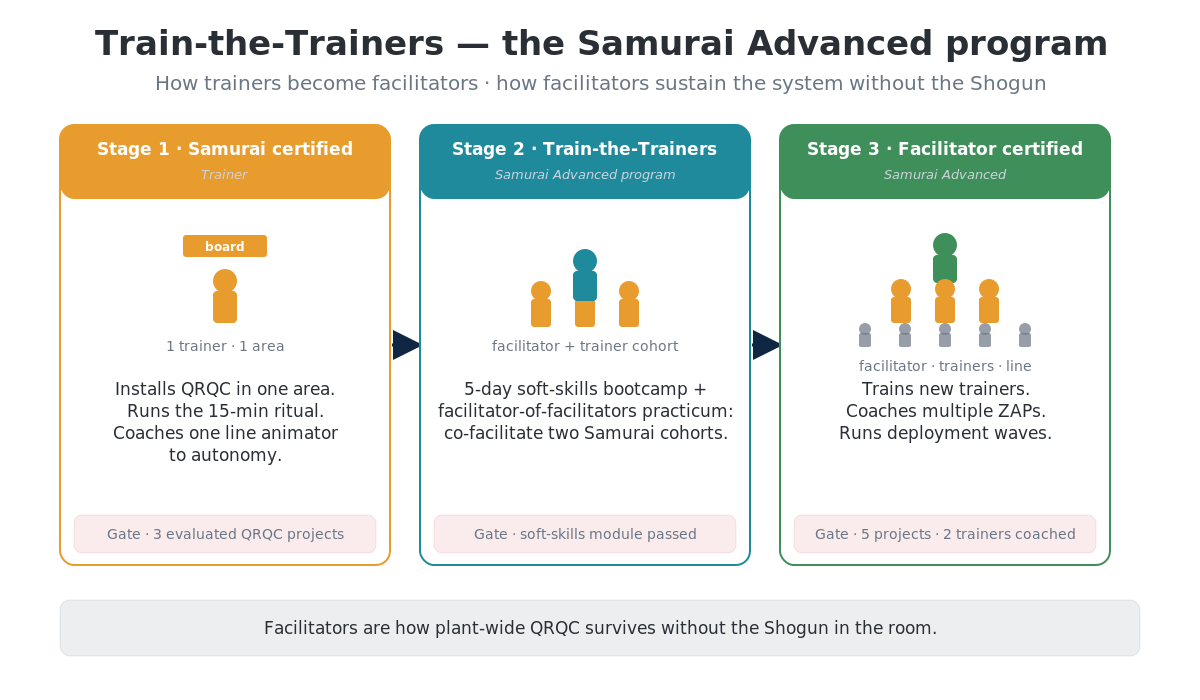 Train-the-Trainers — the Samurai Advanced program
How trainers become facilitators · how facilitators sustain the system without the Shogun
Stage 1 · Samurai certified
Trainer
board
1 trainer · 1 area
Installs QRQC in one area.
Runs the 15-min ritual.
Coaches one line animator
to autonomy.
Gate · 3 evaluated QRQC projects
Stage 2 · Train-the-Trainers
Samurai Advanced program
facilitator + trainer cohort
5-day soft-skills bootcamp +
facilitator-of-facilitators practicum:
co-facilitate two Samurai cohorts.
Gate · soft-skills module passed
Stage 3 · Facilitator certified
Samurai Advanced
facilitator · trainers · line
Trains new trainers.
Coaches multiple ZAPs.
Runs deployment waves.
Gate · 5 projects · 2 trainers coached
Facilitators are how plant-wide QRQC survives without the Shogun in the room.